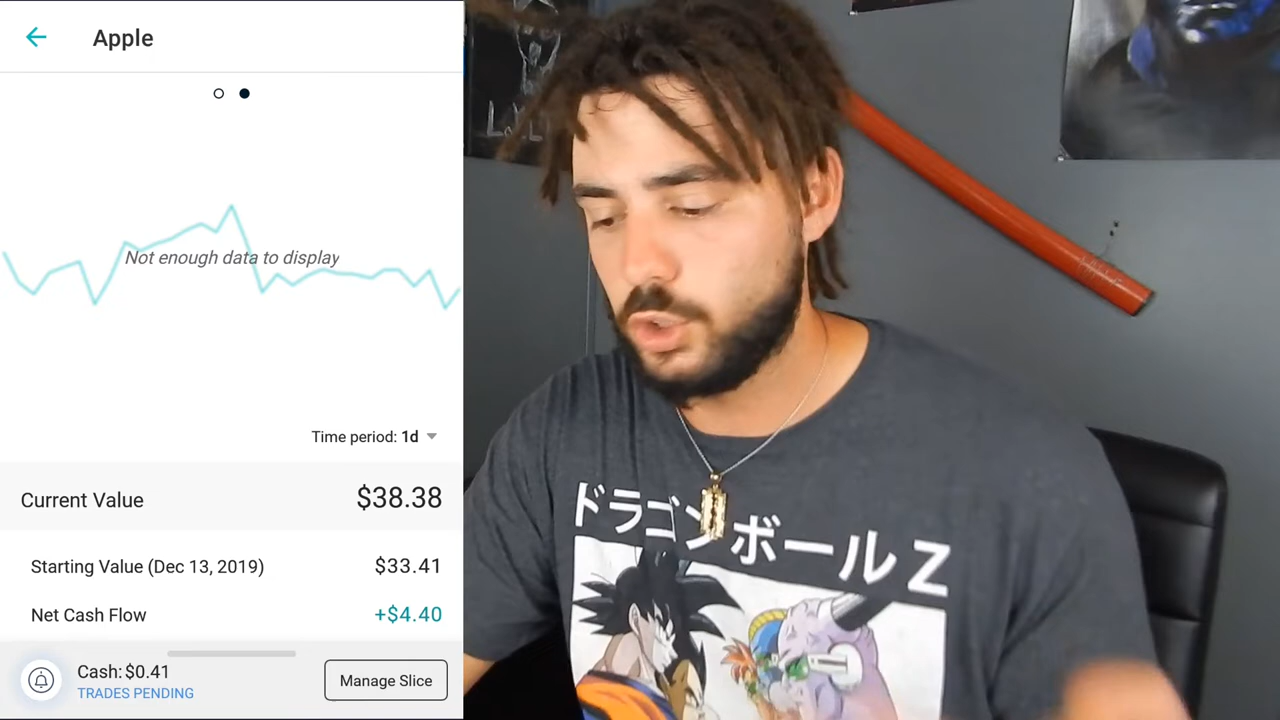 Apple
Not enough data to display
Time period: 1d
Current Value
$38.38
Starting Value (Dec 13, 2019)
$33.41
Net Cash Flow
+$4.40
Cash: $0.41
TRADES PENDING
Manage Slice
ドラゴンボールZ